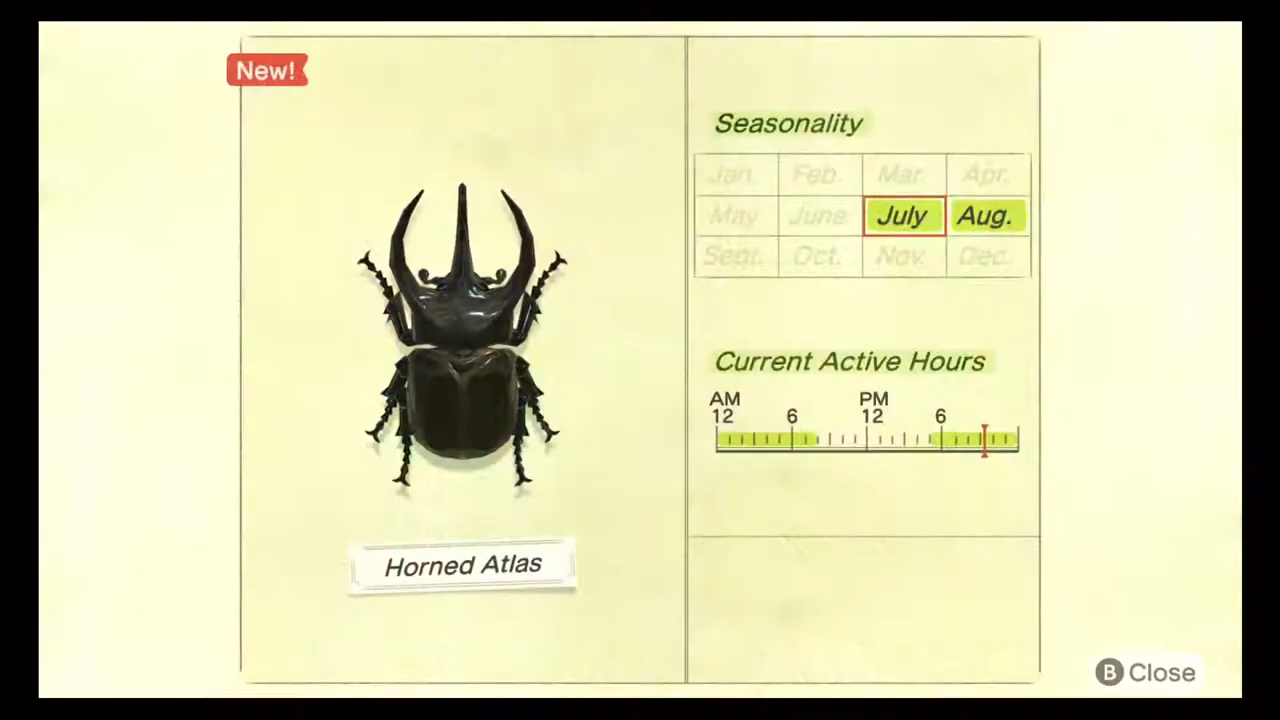 New!
Seasonality
Jan. Feb. Mar. Apr.
May June July Aug.
Sept. Oct. Nov. Dec.
Current Active Hours
AM PM
12 6 12 6
Horned Atlas
B Close